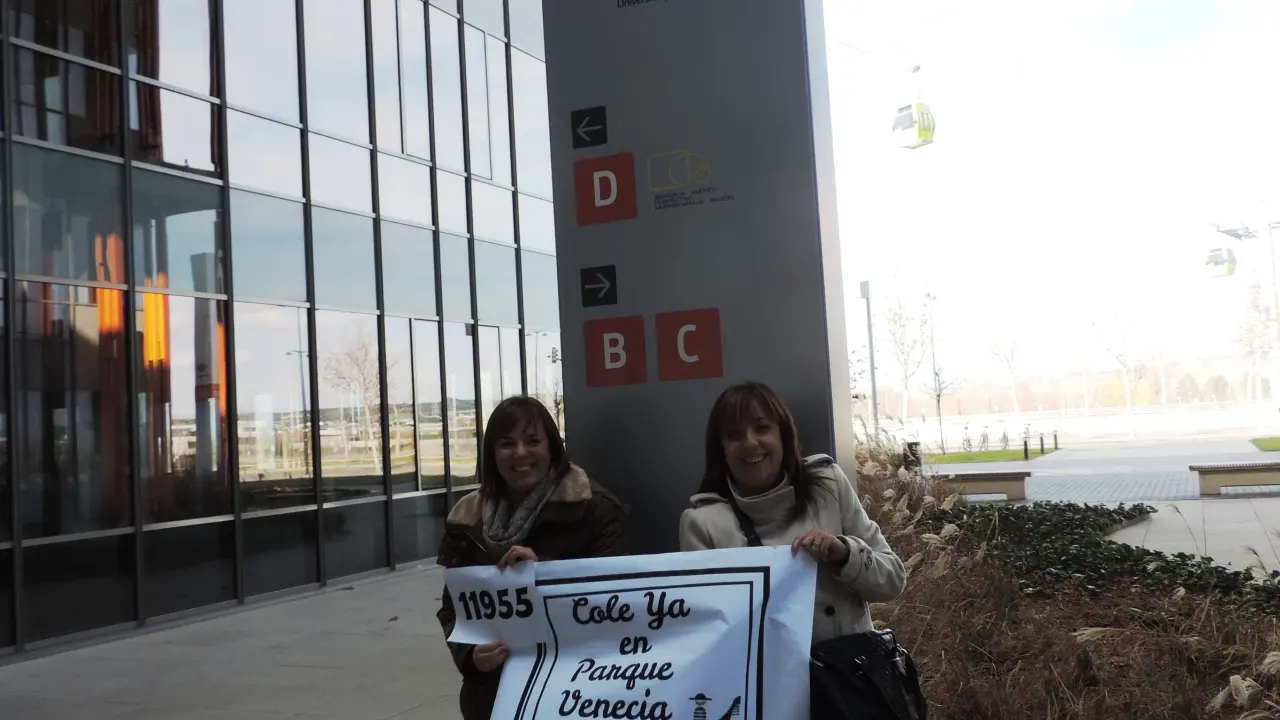 D
B C
11955
Cole Ya
en
Parque
Venecia